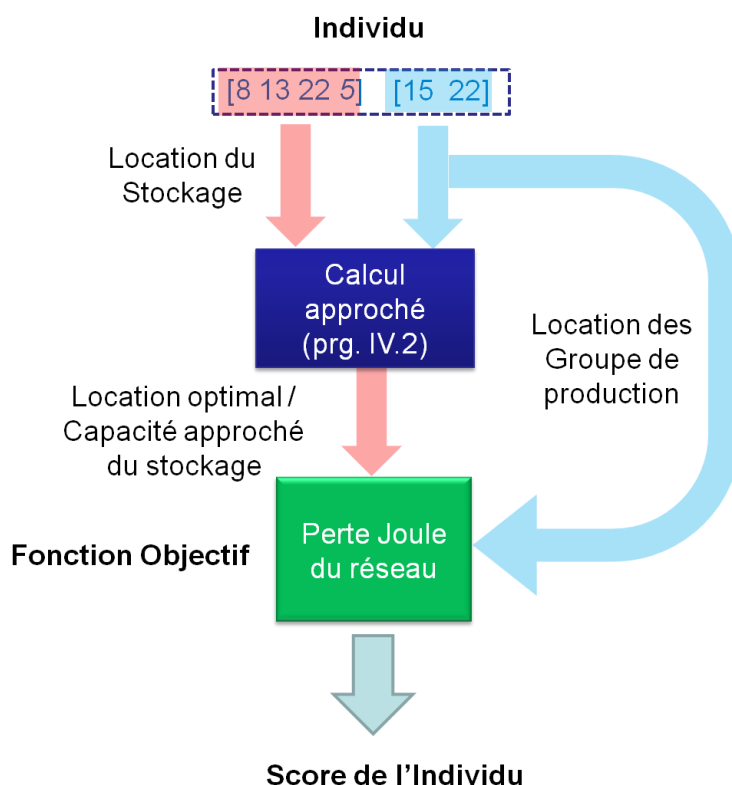 Individu
[8 13 22 5] [15 22]
Location du
Stockage
Calcul
approché
(prg. IV.2)
Location des
Groupe de
production
Location optimal /
Capacité approché
du stockage
Fonction Objectif
Perte Joule
du réseau
Score de l'Individu